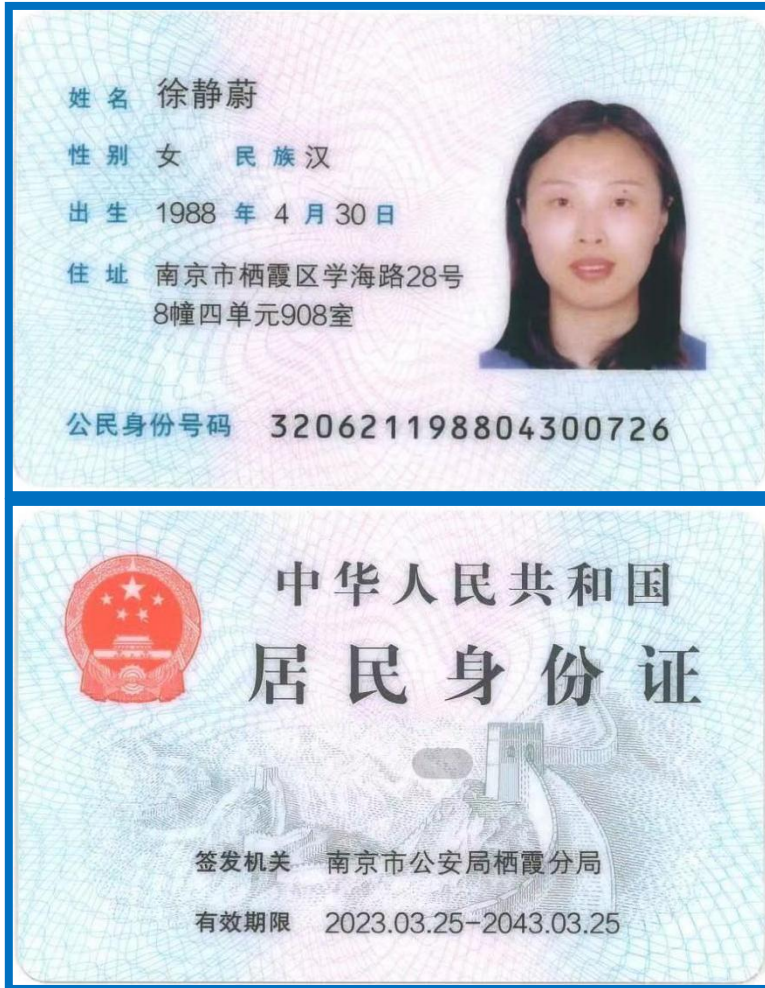 姓名 徐静蔚
性别 女 民族 汉
出生 1988 年 4 月 30 日
住址 南京市栖霞区学海路28号
8幢四单元908室
公民身份号码 320621198804300726
中华人民共和国
居民身份证
签发机关 南京市公安局栖霞分局
有效期限 2023.03.25-2043.03.25